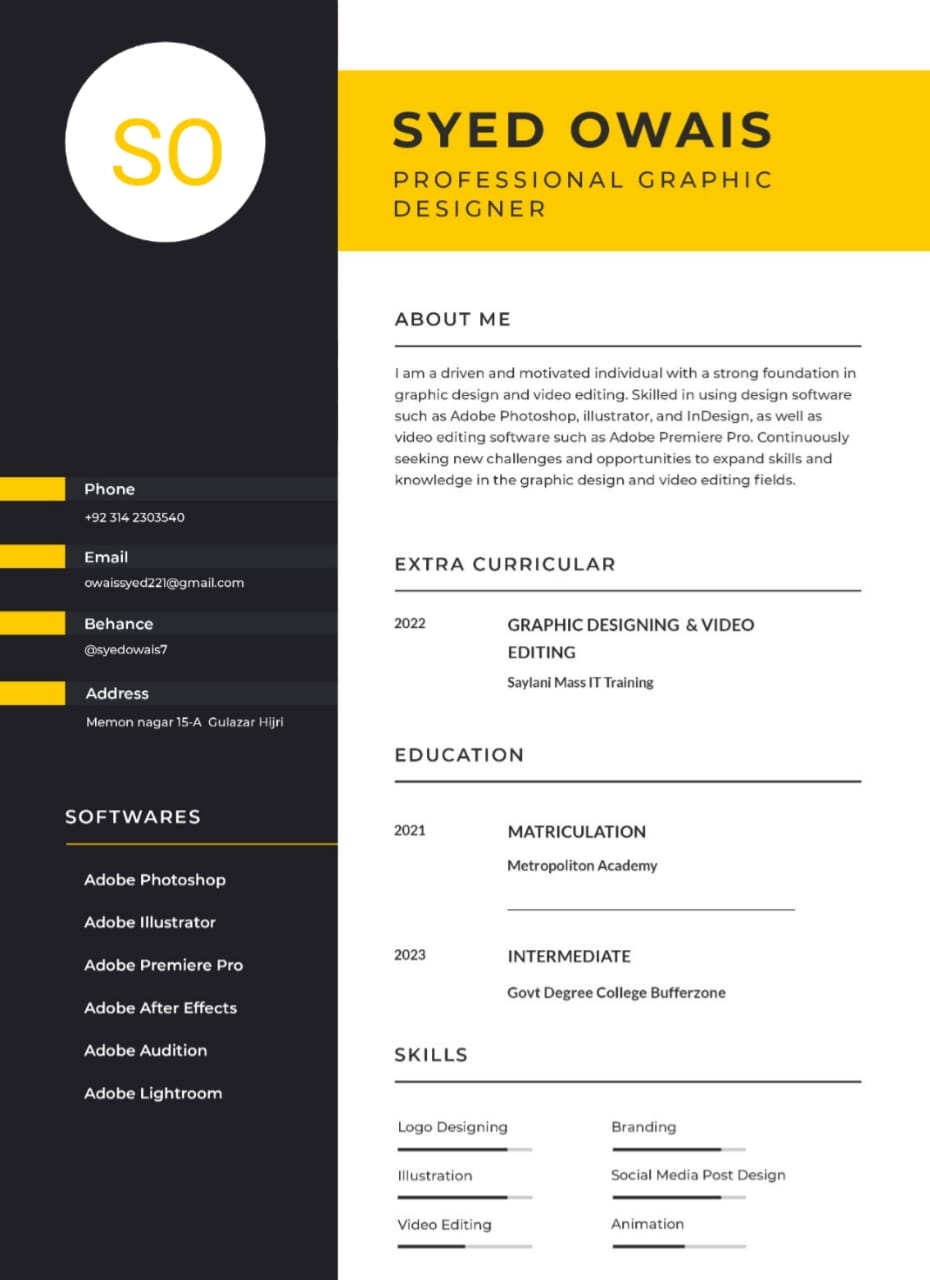 SO
SYED OWAIS
PROFESSIONAL GRAPHIC
DESIGNER
Phone
+92 314 2303540
Email
owaissyed221@gmail.com
Behance
@syedowais7
Address
Memon nagar 15-A Gulazar Hijri
SOFTWARES
Adobe Photoshop
Adobe Illustrator
Adobe Premiere Pro
Adobe After Effects
Adobe Audition
Adobe Lightroom
ABOUT ME
I am a driven and motivated individual with a strong foundation in
graphic design and video editing. Skilled in using design software
such as Adobe Photoshop, illustrator, and InDesign, as well as
video editing software such as Adobe Premiere Pro. Continuously
seeking new challenges and opportunities to expand skills and
knowledge in the graphic design and video editing fields.
EXTRA CURRICULAR
2022
GRAPHIC DESIGNING & VIDEO
EDITING
Saylani Mass IT Training
EDUCATION
2021
MATRICULATION
Metropoliton Academy
2023
INTERMEDIATE
Govt Degree College Bufferzone
SKILLS
Logo Designing
Branding
Illustration
Social Media Post Design
Video Editing
Animation